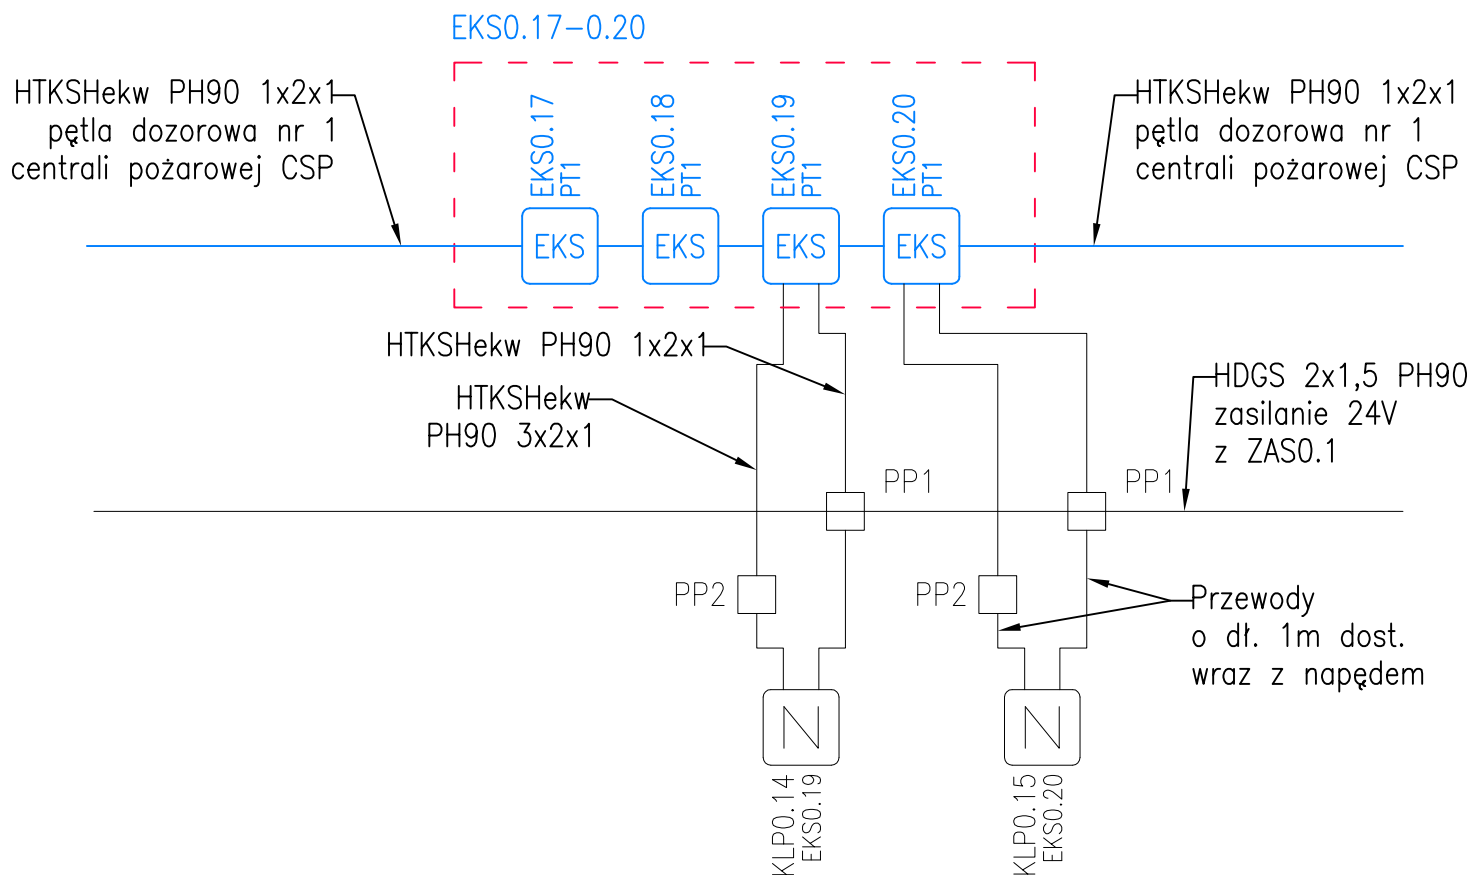 EKS0.17-0.20
HTKSHekw PH90 1x2x1
pętla dozorowa nr 1
centrali pożarowej CSP
EKS0.17
PT1
EKS0.18
PT1
EKS0.19
PT1
EKS0.20
PT1
HTKSHekw PH90 1x2x1
pętla dozorowa nr 1
centrali pożarowej CSP
EKS
EKS
EKS
EKS
HTKSHekw PH90 1x2x1
HTKSHekw
PH90 3x2x1
HDGS 2x1,5 PH90
zasilanie 24V
z ZAS0.1
PP1
PP1
PP2
PP2
Przewody
o dł. 1m dost.
wraz z napędem
N
N
KLP0.14
EKS0.19
KLP0.15
EKS0.20